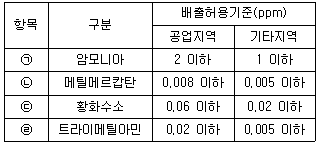 항목 구분 배출허용기준(ppm)
공업지역 기타지역
㉠ 암모니아 2 이하 1 이하
㉡ 메틸메르캅탄 0,008 이하 0,005 이하
㉢ 황화수소 0,06 이하 0,02 이하
㉣ 트라이메틸아민 0,02 이하 0,005 이하